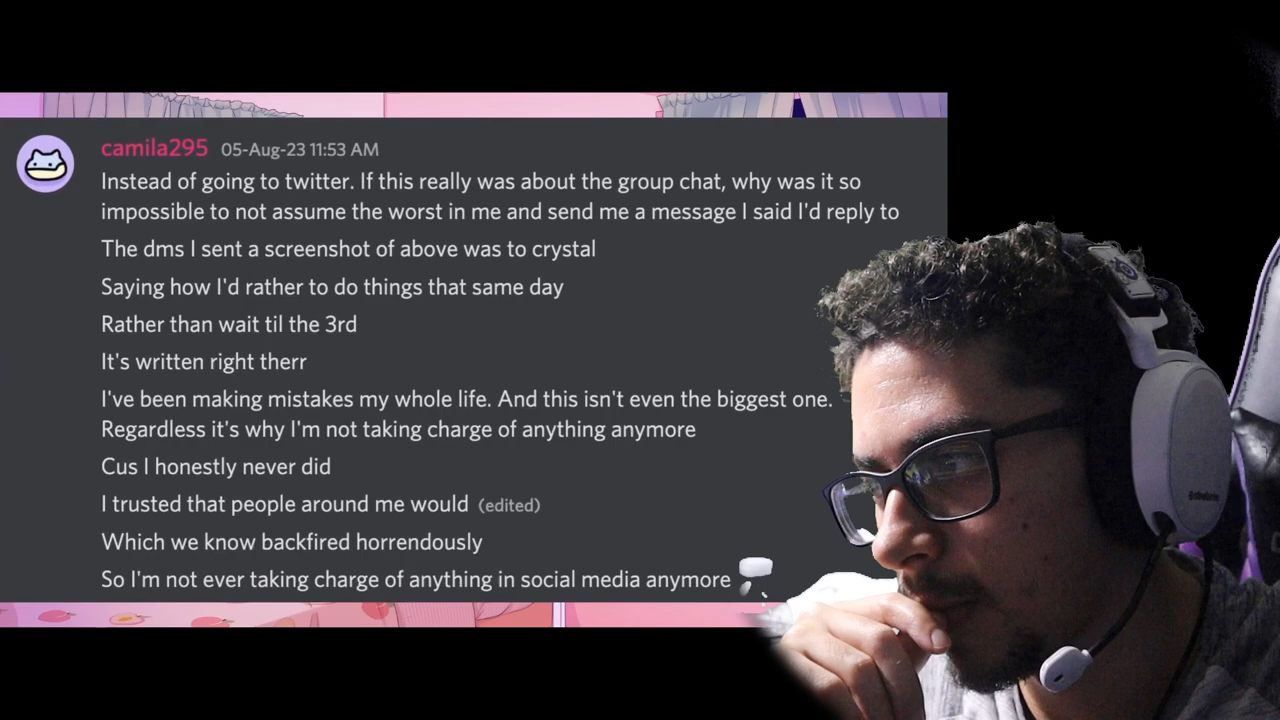 camila295 05-Aug-23 11:53 AM
Instead of going to twitter. If this really was about the group chat, why was it so
impossible to not assume the worst in me and send me a message I said I'd reply to
The dms I sent a screenshot of above was to crystal
Saying how I'd rather to do things that same day
Rather than wait til the 3rd
It's written right therr
I've been making mistakes my whole life. And this isn't even the biggest one.
Regardless it's why I'm not taking charge of anything anymore
Cus I honestly never did
I trusted that people around me would (edited)
Which we know backfired horrendously
So I'm not ever taking charge of anything in social media anymore